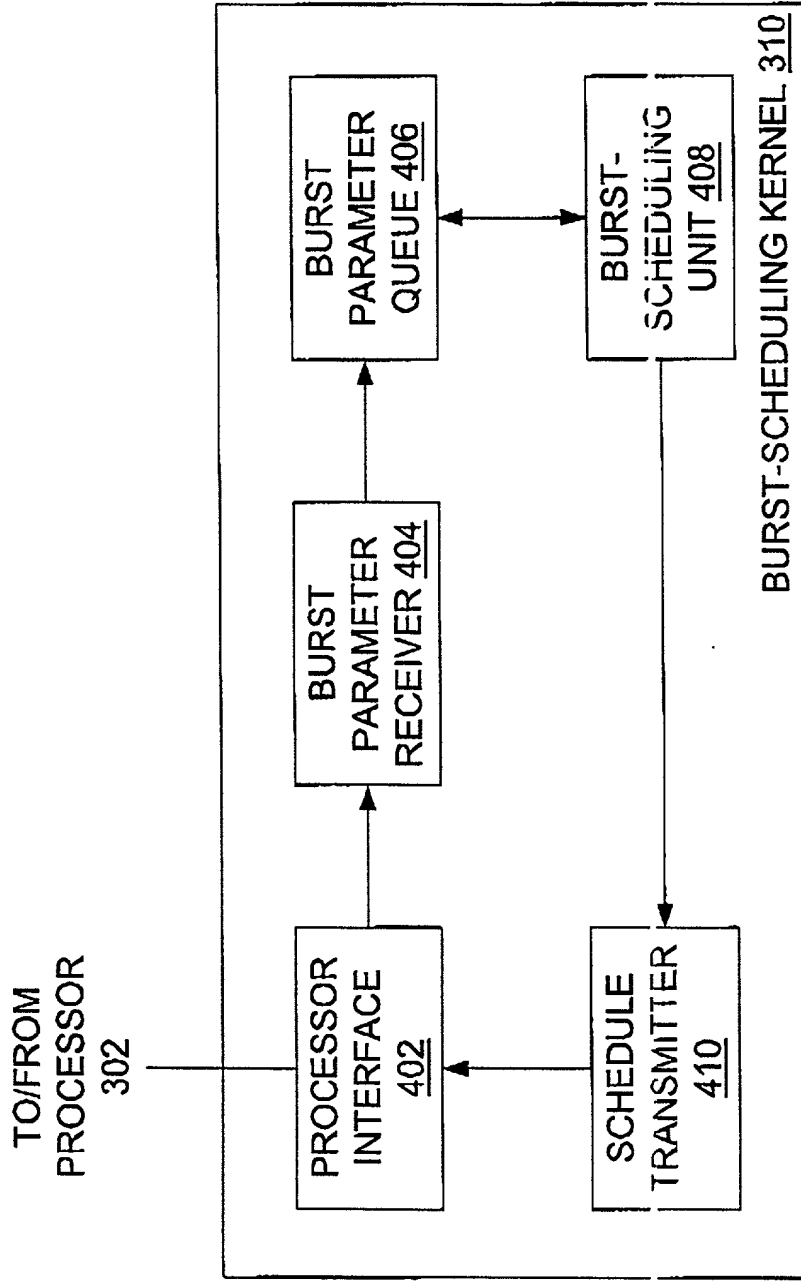 TO/FROM
PROCESSOR
302
PROCESSOR
INTERFACE
402
BURST
PARAMETER
RECEIVER 404
BURST
PARAMETER
QUEUE 406
SCHEDULE
TRANSMITTER
410
BURST-
SCHEDULING
UNIT 408
BURST-SCHEDULING KERNEL 310